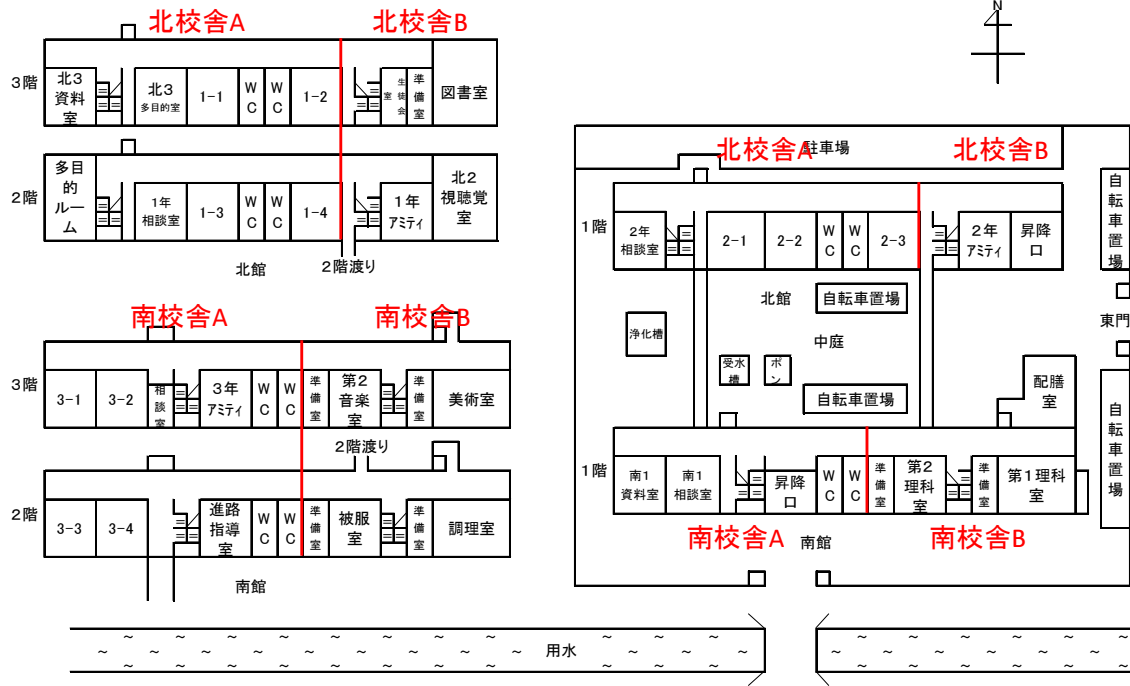 北校舎A
北校舎B
3階
北3
資料
室
北3
多目的室
1-1
W
C
W
C
1-2
生徒会室
準備室
図書室
2階
多目
的
ルー
ム
1年
相談室
1-3
W
C
W
C
1-4
1年
アミティ
北2
視聴覚
室
北館
2階渡り
南校舎A
南校舎B
3階
3-1
3-2
相談室
3年
アミティ
W
C
W
C
準備室
第2
音楽
室
準備室
美術室
2階渡り
2階
3-3
3-4
進路
指導
室
W
C
W
C
準備室
被服
室
準備室
調理室
南館
N
北校舎A
駐車場
北校舎B
1階
2年
相談室
2-1
2-2
W
C
W
C
2-3
2年
アミティ
昇降
口
自転車置場
北館
自転車置場
東門
浄化槽
中庭
受水
槽
ポ
ン
配膳
室
自転車置場
自転車置場
1階
南1
資料室
南1
相談室
昇降
口
W
C
W
C
準備室
第2
理科
室
準備室
第1理科
室
南校舎A
南館
南校舎B
用水